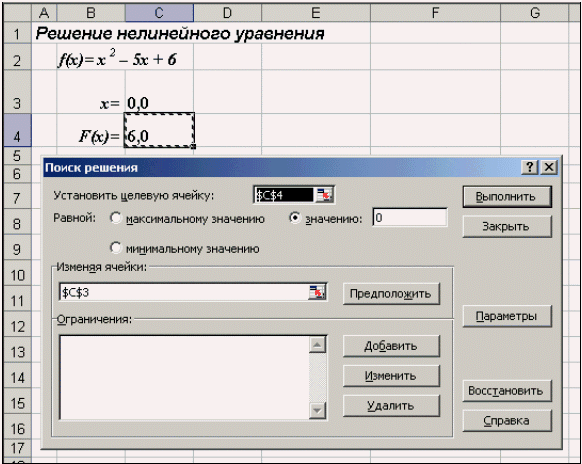 A B C D E F G
1 Решение нелинейного уравнения
2 f(x)= x² – 5x + 6
3 x= 0,0
4 F(x)= 6,0
5
6 Поиск решения ? ×
7 Установить целевую ячейку: $C$4 Выполнить
8 Равной: максимальному значению значению: 0 Закрыть
9 минимальному значению
10 Изменяя ячейки:
11 $C$3 Предположить
12 Ограничения: Параметры
13 Добавить
14 Изменить
15 Удалить Восстановить
16 Справка
17